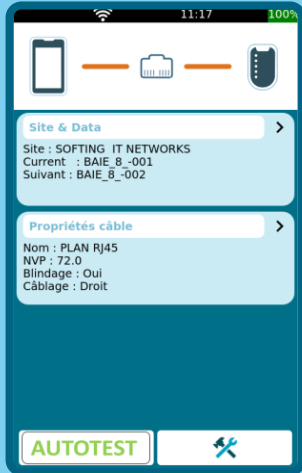 11:17
100%
Site & Data
Site : SOFTING IT NETWORKS
Current : BAIE_8_-001
Suivant : BAIE_8_-002
Propriétés câble
Nom : PLAN RJ45
NVP : 72.0
Blindage : Oui
Câblage : Droit
AUTOTEST